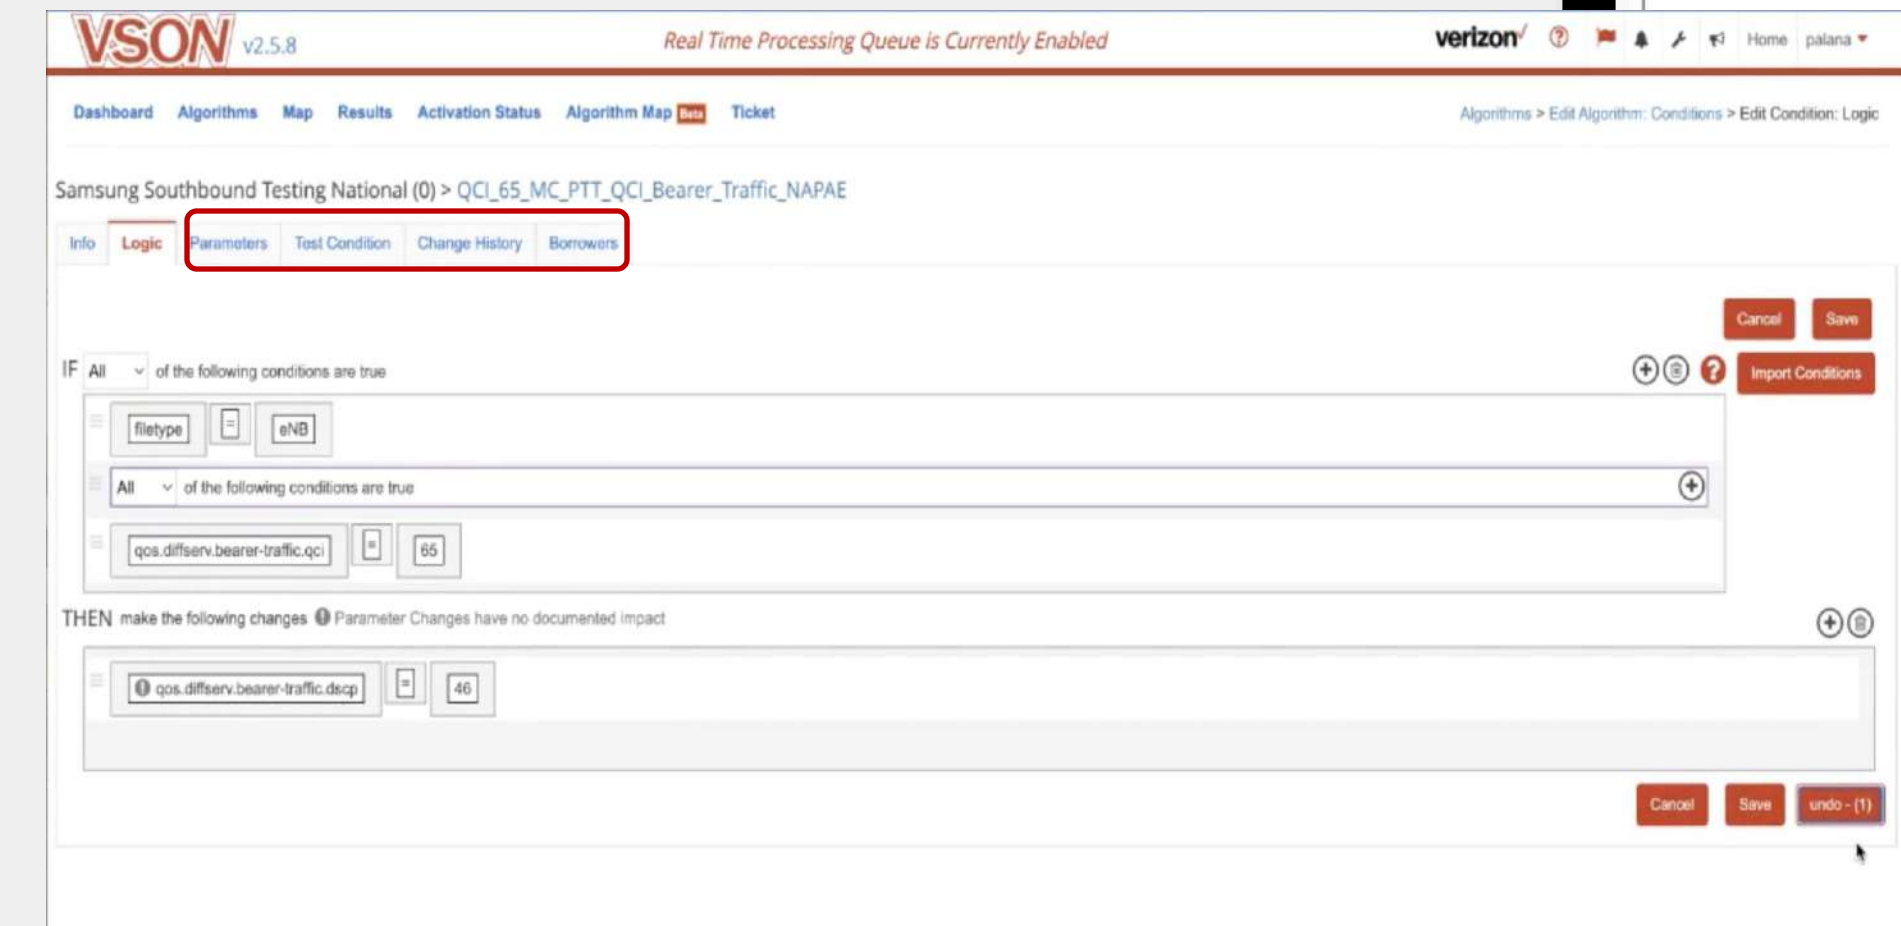 VSON v2.5.8
Real Time Processing Queue is Currently Enabled
verizon✓ ? Home palana
Dashboard Algorithms Map Results Activation Status Algorithm Map Beta Ticket
Algorithms > Edit Algorithm: Conditions > Edit Condition: Logic
Samsung Southbound Testing National (0) > QCI_65_MC_PTT_QCI_Bearer_Traffic_NAPAE
Info Logic Parameters Test Condition Change History Borrowers
Cancel Save
IF All of the following conditions are true
? Import Conditions
filetype = eNB
All of the following conditions are true
qos.diffserv.bearer-traffic.qci = 65
THEN make the following changes ! Parameter Changes have no documented impact
! qos.diffserv.bearer-traffic.dscp = 46
Cancel Save undo - (1)